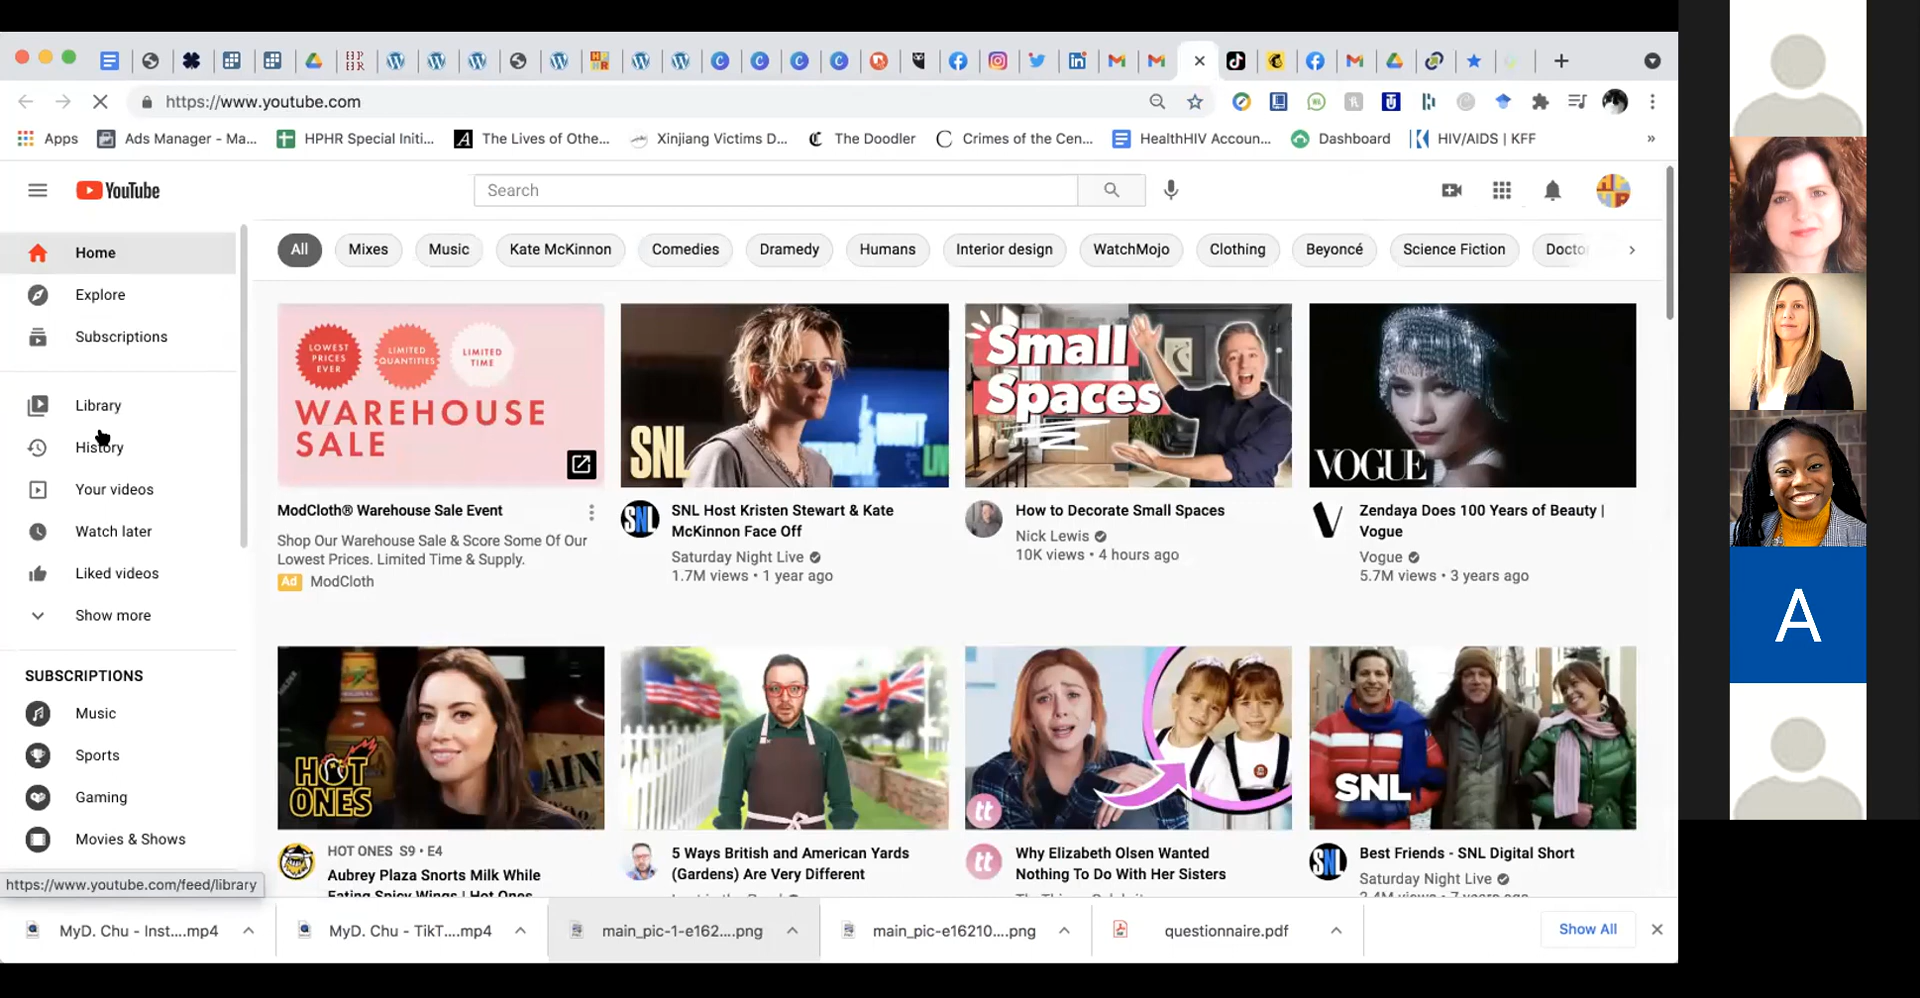 https://www.youtube.com
Apps
Ads Manager - Ma...
HPHR Special Initi...
The Lives of Othe...
Xinjiang Victims D...
The Doodler
Crimes of the Cen...
HealthHIV Accoun...
Dashboard
HIV/AIDS | KFF
»
YouTube
Search
Home
Explore
Subscriptions
Library
History
Your videos
Watch later
Liked videos
Show more
SUBSCRIPTIONS
Music
Sports
Gaming
Movies & Shows
https://www.youtube.com/feed/library
All
Mixes
Music
Kate McKinnon
Comedies
Dramedy
Humans
Interior design
WatchMojo
Clothing
Beyoncé
Science Fiction
Docto
LOWEST
PRICES
EVER
LIMITED
QUANTITIES
LIMITED
TIME
WAREHOUSE
SALE
ModCloth® Warehouse Sale Event
Shop Our Warehouse Sale & Score Some Of Our
Lowest Prices. Limited Time & Supply.
Ad ModCloth
SNL
SNL
SNL Host Kristen Stewart & Kate
McKinnon Face Off
Saturday Night Live
1.7M views • 1 year ago
Small
Spaces
How to Decorate Small Spaces
Nick Lewis
10K views • 4 hours ago
VOGUE
Zendaya Does 100 Years of Beauty |
Vogue
Vogue
5.7M views • 3 years ago
HOT
ONES
HOT ONES S9 • E4
Aubrey Plaza Snorts Milk While
Eating Spicy Wings | Hot Ones
5 Ways British and American Yards
(Gardens) Are Very Different
tt
tt
Why Elizabeth Olsen Wanted
Nothing To Do With Her Sisters
SNL
SNL
Best Friends - SNL Digital Short
Saturday Night Live
A
MyD. Chu - Inst....mp4
MyD. Chu - TikT....mp4
main_pic-1-e162....png
main_pic-e16210....png
questionnaire.pdf
Show All